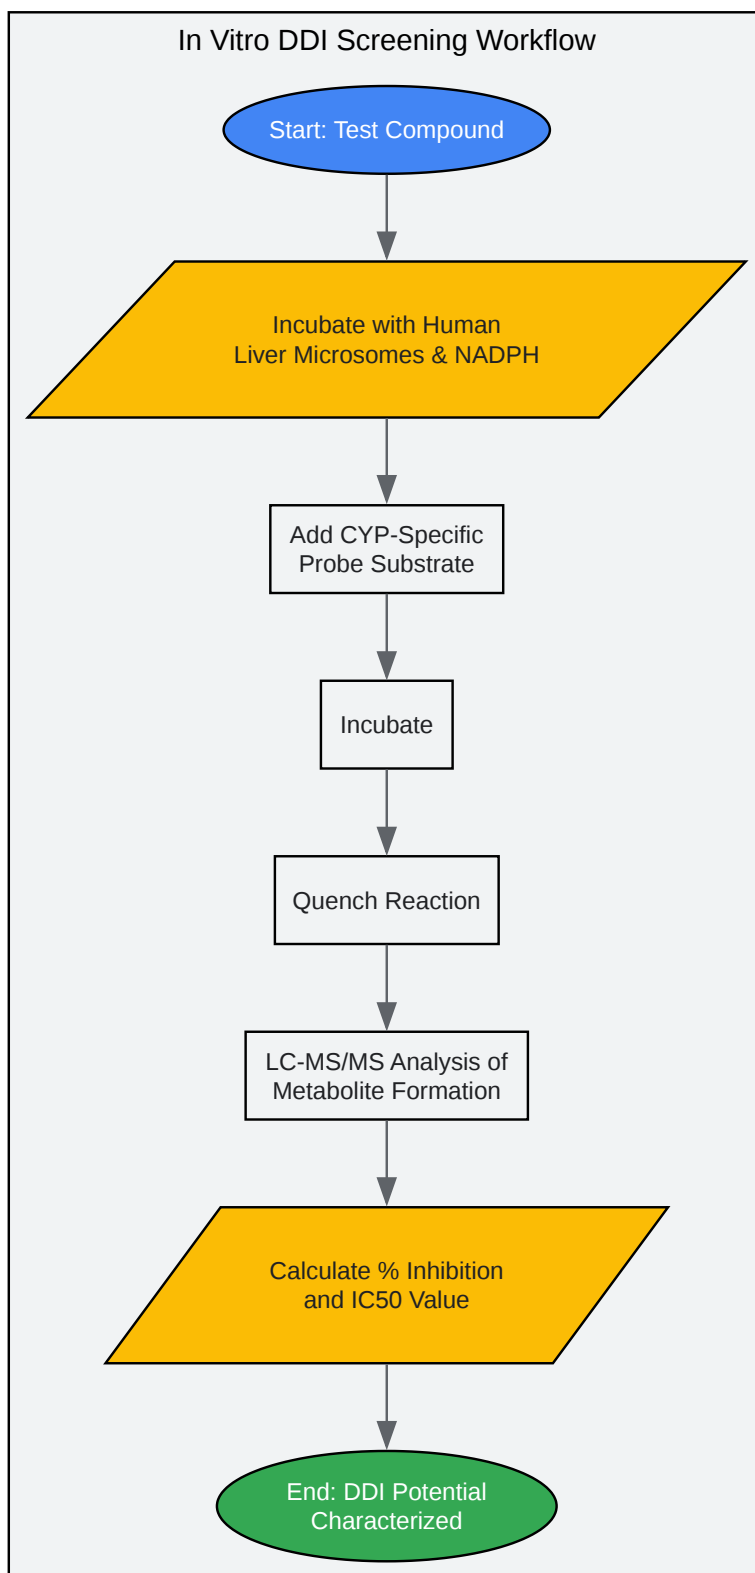 In Vitro DDI Screening Workflow
Start: Test Compound
Incubate with Human
Liver Microsomes & NADPH
Add CYP-Specific
Probe Substrate
Incubate
Quench Reaction
LC-MS/MS Analysis of
Metabolite Formation
Calculate % Inhibition
and IC50 Value
End: DDI Potential
Characterized